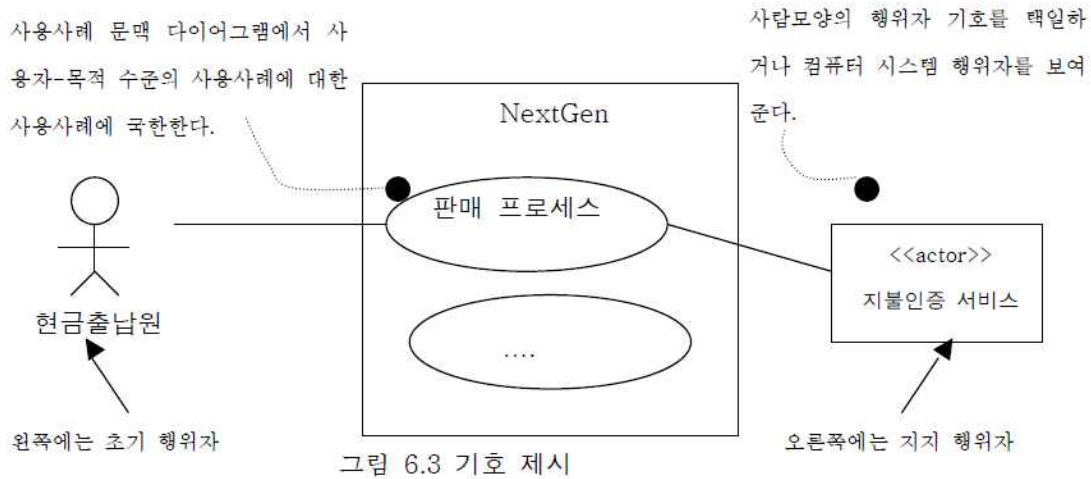 사용사례 문맥 다이어그램에서 사
용자-목적 수준의 사용사례에 대한
사용사례에 국한한다.
사람모양의 행위자 기호를 택일하
거나 컴퓨터 시스템 행위자를 보여
준다.
NextGen
판매 프로세스
<<actor>>
지불인증 서비스
현금출납원
....
왼쪽에는 초기 행위자
오른쪽에는 지지 행위자
그림 6.3 기호 제시